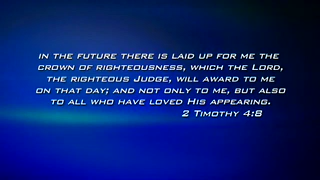 IN THE FUTURE THERE IS LAID UP FOR ME THE
CROWN OF RIGHTEOUSNESS, WHICH THE LORD,
THE RIGHTEOUS JUDGE, WILL AWARD TO ME
ON THAT DAY; AND NOT ONLY TO ME, BUT ALSO
TO ALL WHO HAVE LOVED HIS APPEARING.
2 TIMOTHY 4:8